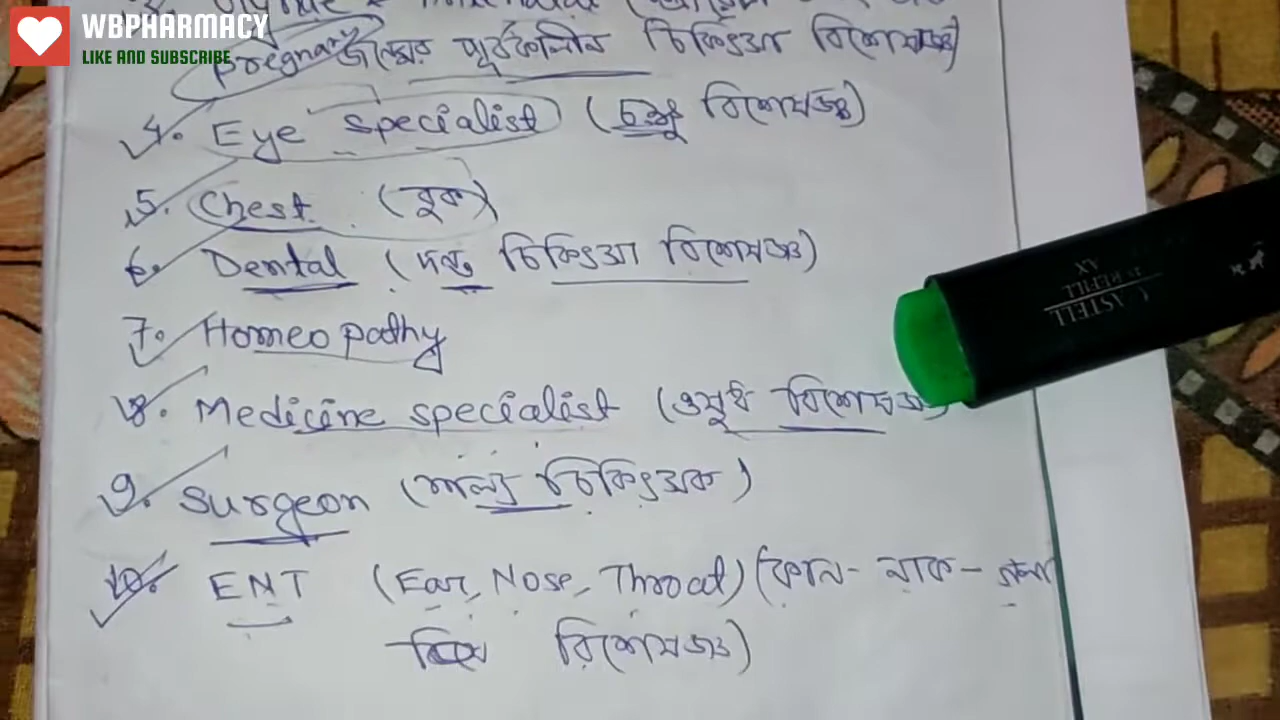 WBPHARMACY
LIKE AND SUBSCRIBE
pregnancy জন্মের পূর্বকালীন চিকিৎসা বিশেষজ্ঞ)
4. Eye specialist (চক্ষু বিশেষজ্ঞ)
5. Chest (বুক)
6. Dental (দন্ত চিকিৎসা বিশেষজ্ঞ)
7. Homeopathy
8. Medicine specialist (ওষুধ বিশেষজ্ঞ)
9. Surgeon (শল্য চিকিৎসক)
10. ENT (Ear, Nose, Throat) (কান - নাক - গলা
বিশেষজ্ঞ)